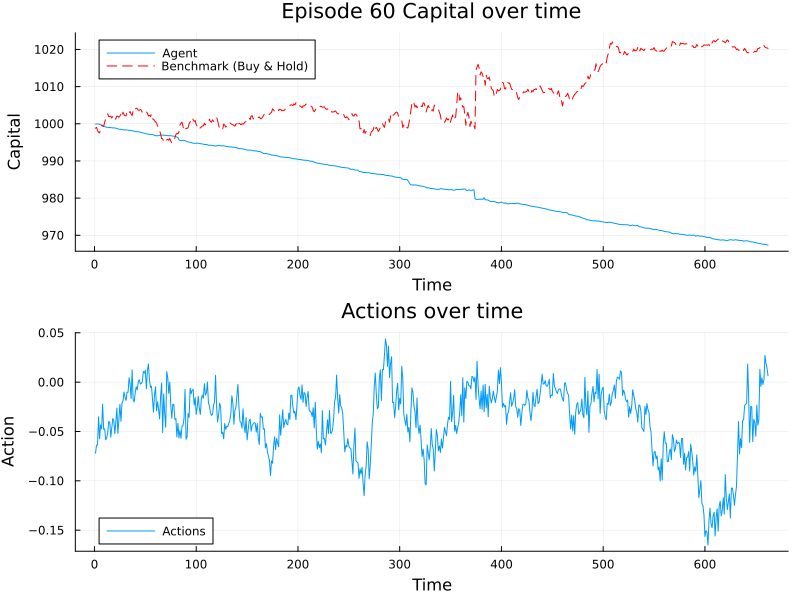 Episode 60 Capital over time
Capital
1020
1010
1000
990
980
970
Agent
Benchmark (Buy & Hold)
0
100
200
300
400
500
600
Time
Actions over time
Action
0.05
0.00
−0.05
−0.10
−0.15
Actions
0
100
200
300
400
500
600
Time